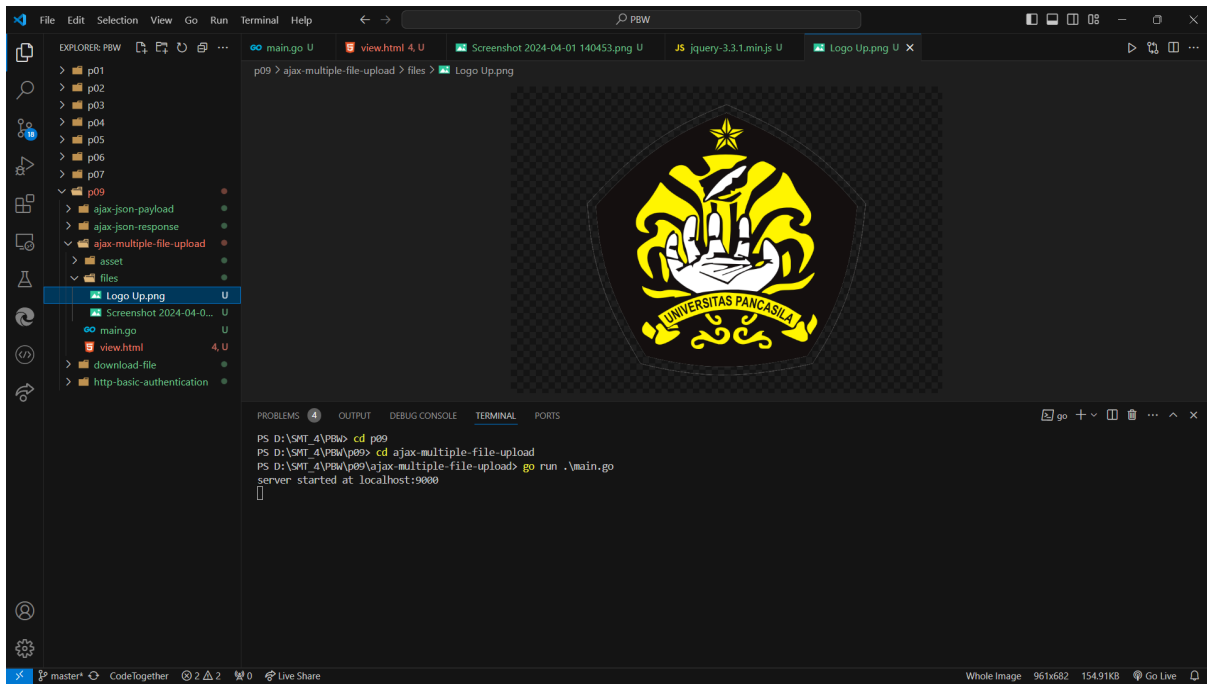 File Edit Selection View Go Run Terminal Help
PBW
EXPLORER: PBW
main.go U
view.html 4, U
Screenshot 2024-04-01 140453.png U
JS jquery-3.3.1.min.js U
Logo Up.png U
p09 > ajax-multiple-file-upload > files > Logo Up.png
p01
p02
p03
p04
p05
p06
p07
p09
ajax-json-payload
ajax-json-response
ajax-multiple-file-upload
asset
files
Logo Up.png U
Screenshot 2024-04-0... U
main.go U
view.html 4, U
download-file
http-basic-authentication
18
UNIVERSITAS PANCASILA
PROBLEMS 4 OUTPUT DEBUG CONSOLE TERMINAL PORTS
go
PS D:\SMT_4\PBW> cd p09
PS D:\SMT_4\PBW\p09> cd ajax-multiple-file-upload
PS D:\SMT_4\PBW\p09\ajax-multiple-file-upload> go run .\main.go
server started at localhost:9000
master* CodeTogether 2 2 0 Live Share
Whole Image 961x682 154.91KB Go Live